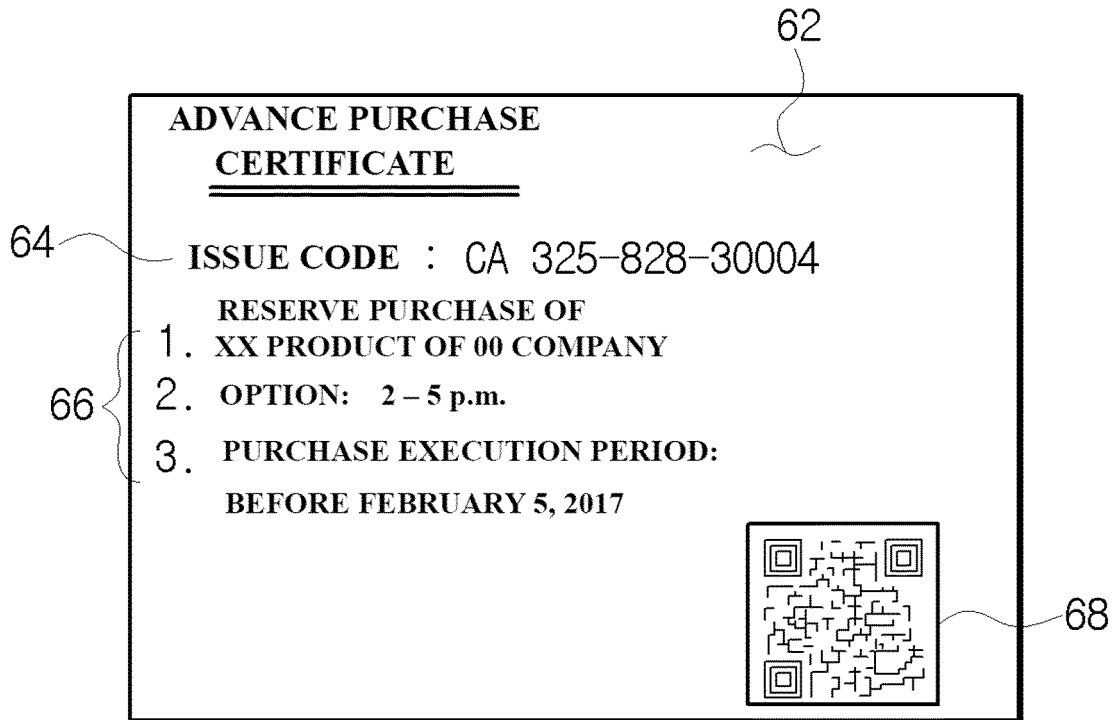 62
ADVANCE PURCHASE
CERTIFICATE
64
ISSUE CODE : CA 325-828-30004
RESERVE PURCHASE OF
1. XX PRODUCT OF 00 COMPANY
66
2. OPTION: 2 – 5 p.m.
3. PURCHASE EXECUTION PERIOD:
BEFORE FEBRUARY 5, 2017
68